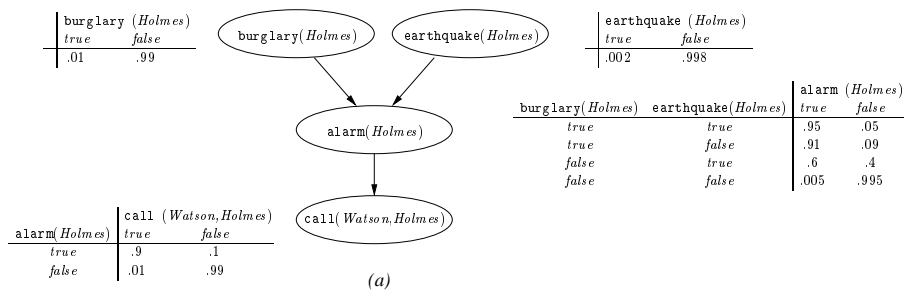 burglary (Holmes)
true false
.01 .99
burglary(Holmes)
earthquake(Holmes)
earthquake (Holmes)
true false
.002 .998
alarm(Holmes)
alarm (Holmes)
burglary(Holmes) earthquake(Holmes) true false
true true .95 .05
true false .91 .09
false true .6 .4
false false .005 .995
call(Watson,Holmes)
call (Watson,Holmes)
alarm(Holmes) true false
true .9 .1
false .01 .99
(a)